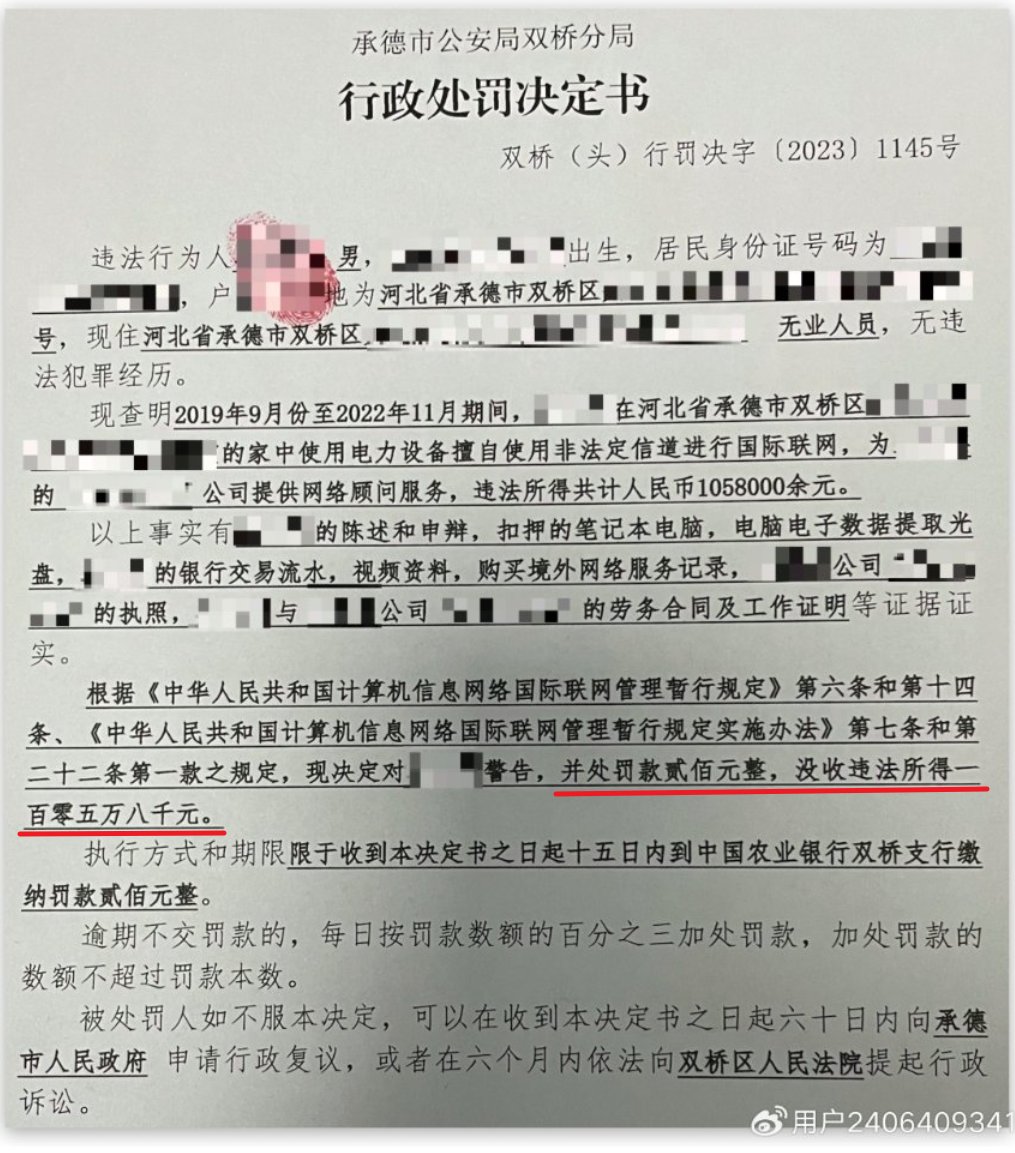 承德市公安局双桥分局
行政处罚决定书
双桥（头）行罚决字〔2023〕1145号
违法行为人 男， 出生，居民身份证号码为
，户 地为河北省承德市双桥区
号，现住河北省承德市双桥区 无业人员，无违
法犯罪经历。
现查明2019年9月份至2022年11月期间， 在河北省承德市双桥区
的家中使用电力设备擅自使用非法定信道进行国际联网，为
的 公司提供网络顾问服务，违法所得共计人民币1058000余元。
以上事实有 的陈述和申辩，扣押的笔记本电脑，电脑电子数据提取光
盘， 的银行交易流水，视频资料，购买境外网络服务记录， 公司
的执照， 与 公司 的劳务合同及工作证明等证据证
实。
根据《中华人民共和国计算机信息网络国际联网管理暂行规定》第六条和第十四
条、《中华人民共和国计算机信息网络国际联网管理暂行规定实施办法》第七条和第
二十二条第一款之规定，现决定对 警告，并处罚款贰佰元整，没收违法所得一
百零五万八千元。
执行方式和期限限于收到本决定书之日起十五日内到中国农业银行双桥支行缴
纳罚款贰佰元整。
逾期不交罚款的，每日按罚款数额的百分之三加处罚款，加处罚款的
数额不超过罚款本数。
被处罚人如不服本决定，可以在收到本决定书之日起六十日内向承德
市人民政府 申请行政复议，或者在六个月内依法向双桥区人民法院提起行政
诉讼。
用户2406409341